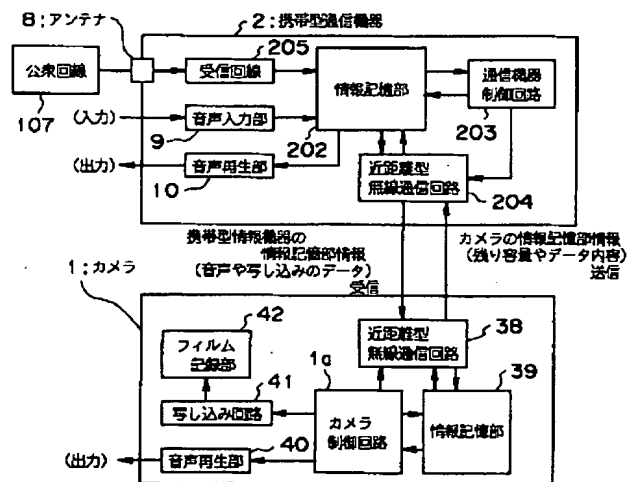 8:アンテナ
2:携帯型通信機器
205
公衆回線
受信回線
情報記憶部
通信機器
制御回路
107
(入力)
音声入力部
9
202
203
(出力)
音声再生部
10
近距離型
無線通信回路
204
携帯型情報機器の
情報記憶部情報
(音声や写し込みのデータ)
受信
カメラの情報記憶部情報
(残り容量やデータ内容)
送信
1:カメラ
42
フィルム
記録部
近距離型
無線通信回路
38
1a
39
41
写し込み回路
カメラ
制御回路
情報記憶部
40
(出力)
音声再生部